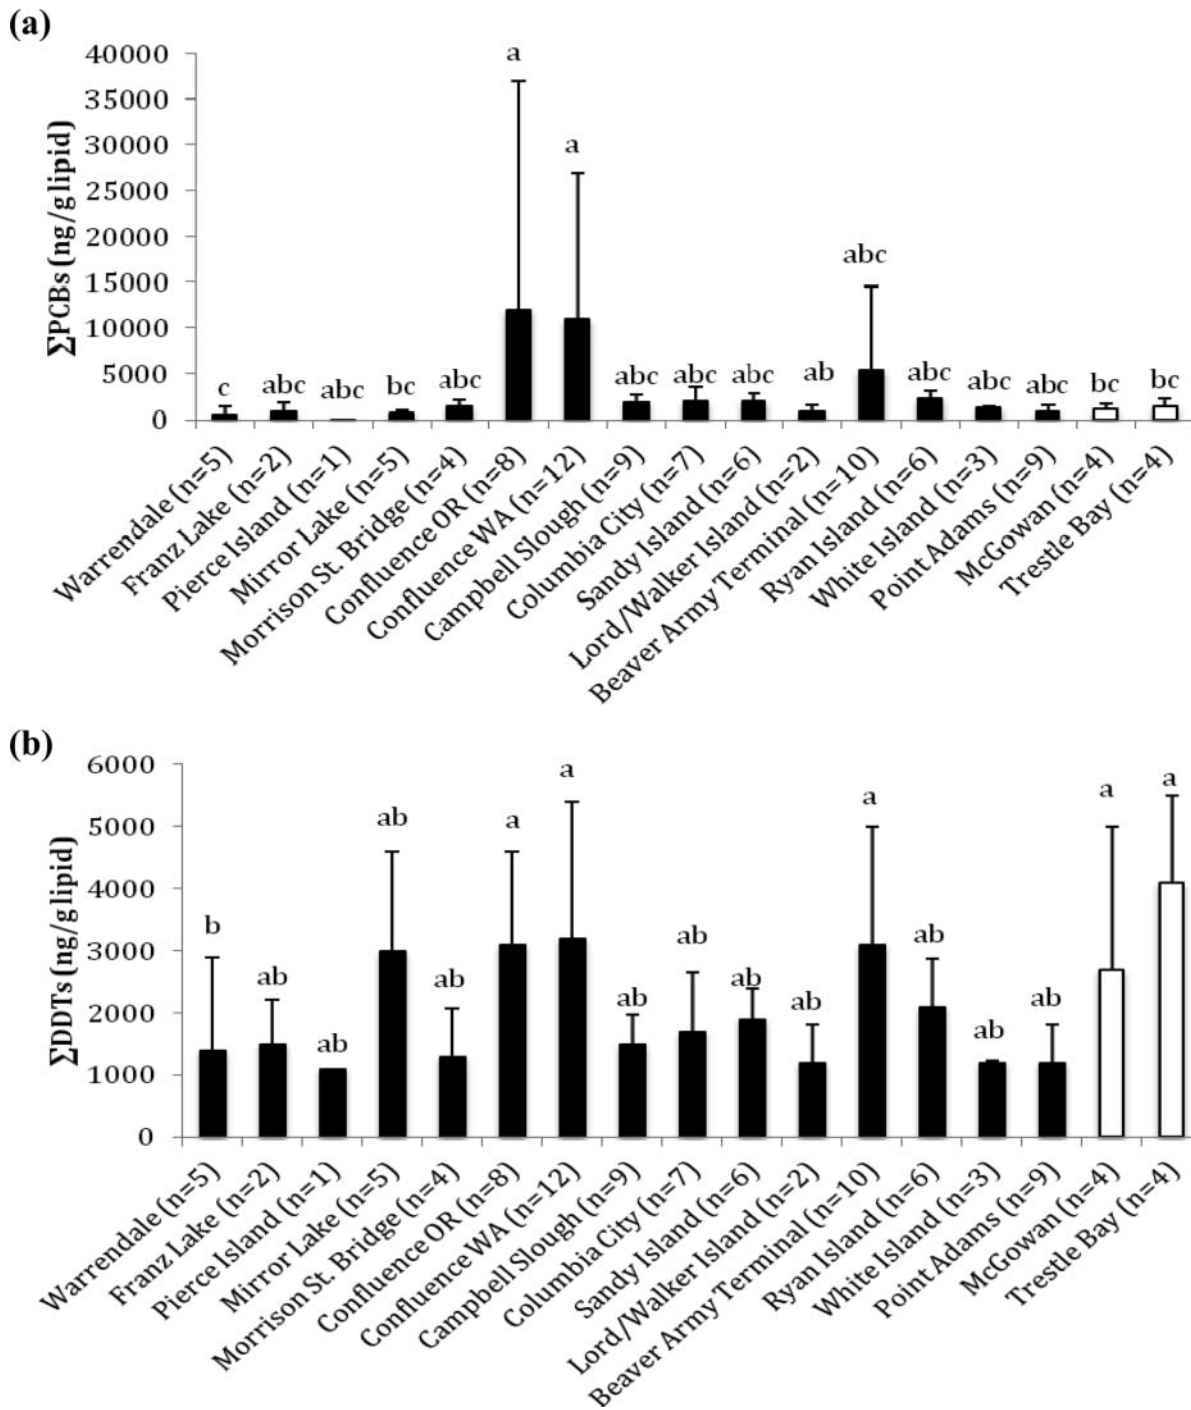 (a)
∑PCBs (ng/g lipid)
40000
35000
30000
25000
20000
15000
10000
5000
0
c
abc
abc
bc
abc
a
a
abc
abc
abc
ab
abc
abc
abc
abc
bc
bc
Warrendale (n=5)
Franz Lake (n=2)
Pierce Island (n=1)
Mirror Lake (n=5)
Morrison St. Bridge (n=4)
Confluence OR (n=8)
Confluence WA (n=12)
Campbell Slough (n=9)
Columbia City (n=7)
Sandy Island (n=6)
Lord/Walker Island (n=2)
Beaver Army Terminal (n=10)
Ryan Island (n=6)
White Island (n=3)
Point Adams (n=9)
McGowan (n=4)
Trestle Bay (n=4)
(b)
∑DDTs (ng/g lipid)
6000
5000
4000
3000
2000
1000
0
b
ab
ab
ab
ab
a
a
ab
ab
ab
ab
a
ab
ab
ab
a
a
Warrendale (n=5)
Franz Lake (n=2)
Pierce Island (n=1)
Mirror Lake (n=5)
Morrison St. Bridge (n=4)
Confluence OR (n=8)
Confluence WA (n=12)
Campbell Slough (n=9)
Columbia City (n=7)
Sandy Island (n=6)
Lord/Walker Island (n=2)
Beaver Army Terminal (n=10)
Ryan Island (n=6)
White Island (n=3)
Point Adams (n=9)
McGowan (n=4)
Trestle Bay (n=4)